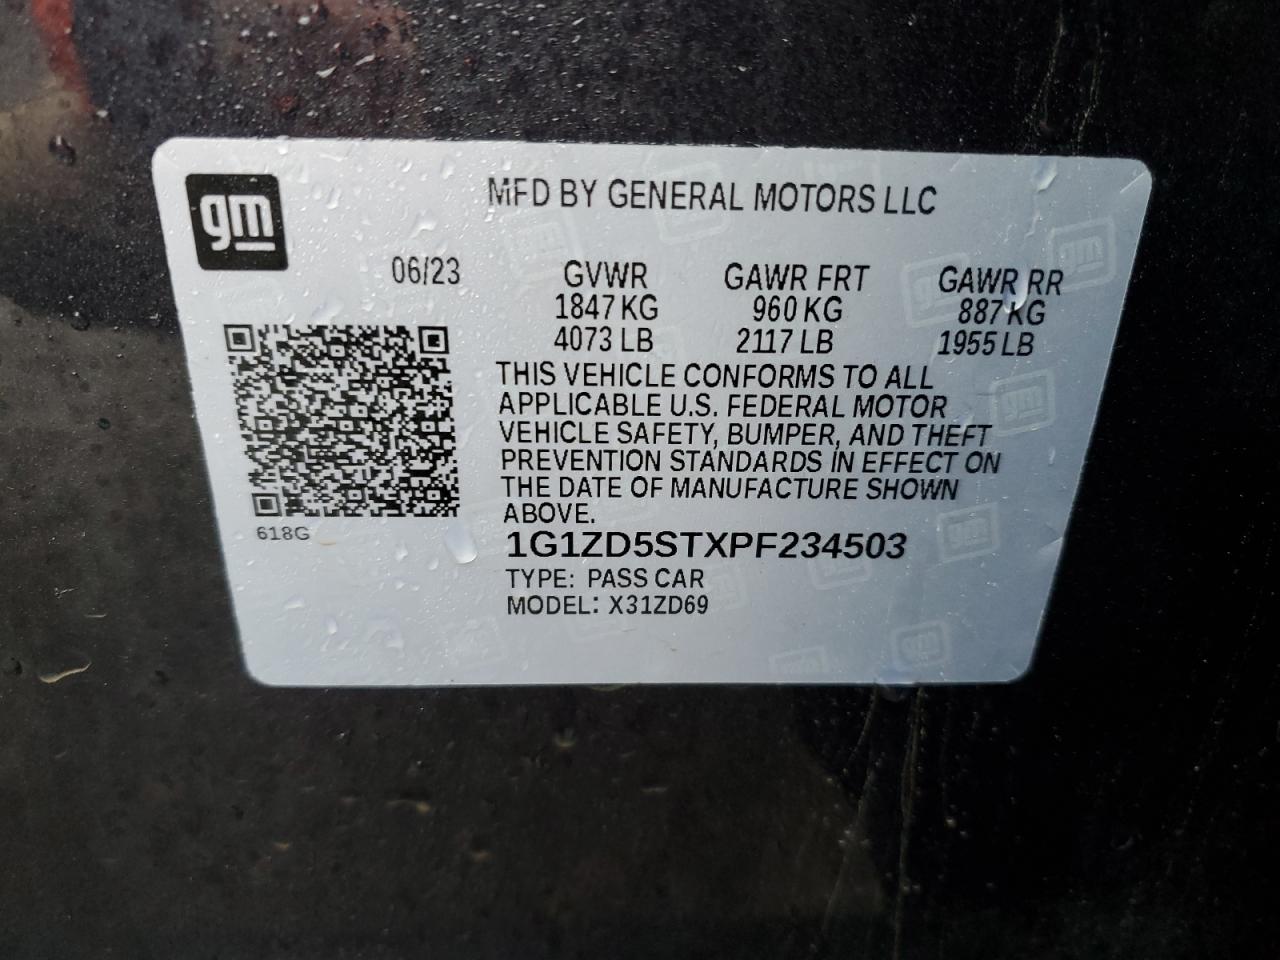 gm
MFD BY GENERAL MOTORS LLC
06/23 GVWR GAWR FRT GAWR RR
1847 KG 960 KG 887 KG
4073 LB 2117 LB 1955 LB
THIS VEHICLE CONFORMS TO ALL
APPLICABLE U.S. FEDERAL MOTOR
VEHICLE SAFETY, BUMPER, AND THEFT
PREVENTION STANDARDS IN EFFECT ON
THE DATE OF MANUFACTURE SHOWN
ABOVE.
618G
1G1ZD5STXPF234503
TYPE: PASS CAR
MODEL: X31ZD69